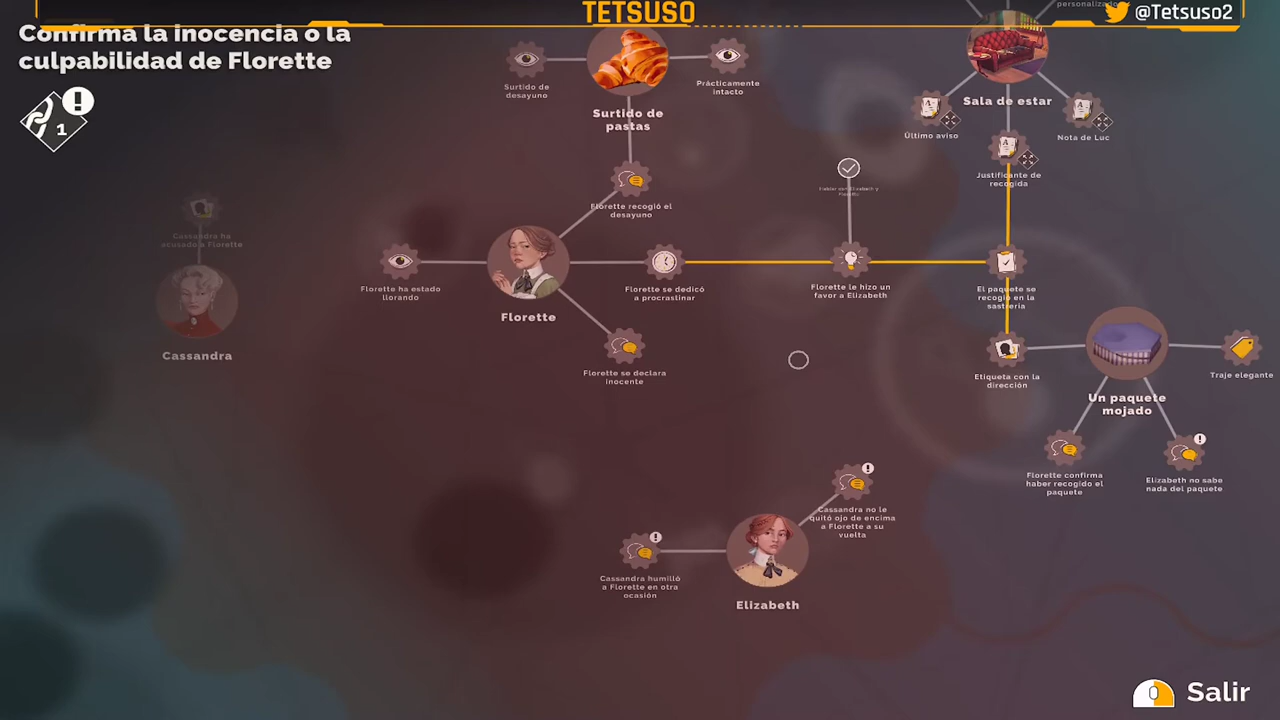 TETSUSO
@Tetsuso2
Confirma la inocencia o la
culpabilidad de Florette
1
Surtido de
desayuno
Surtido de
pastas
Prácticamente
intacto
Sala de estar
Último aviso
Nota de Luc
Justificante de
recogida
Florette recogió el
desayuno
Cassandra ha
acusado a Florette
Cassandra
Florette ha estado
llorando
Florette
Florette se dedicó
a procrastinar
Florette le hizo un
favor a Elizabeth
El paquete se
recogió en la
sastrería
Florette se declara
inocente
Etiqueta con la
dirección
Un paquete
mojado
Traje elegante
Florette confirma
haber recogido el
paquete
Elizabeth no sabe
nada del paquete
Cassandra no le
quitó ojo de encima
a Florette a su
vuelta
Cassandra humilló
a Florette en otra
ocasión
Elizabeth
Salir